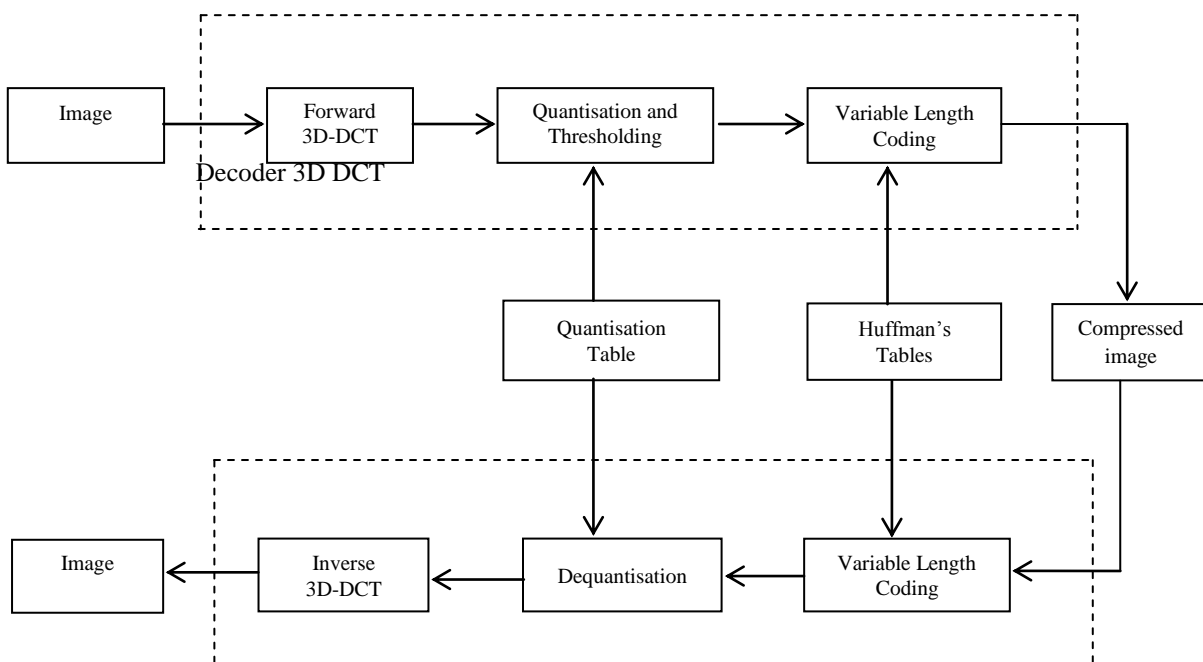 Image
Forward
3D-DCT
Quantisation and
Thresholding
Variable Length
Coding
Decoder 3D DCT
Quantisation
Table
Huffman’s
Tables
Compressed
image
Image
Inverse
3D-DCT
Dequantisation
Variable Length
Coding